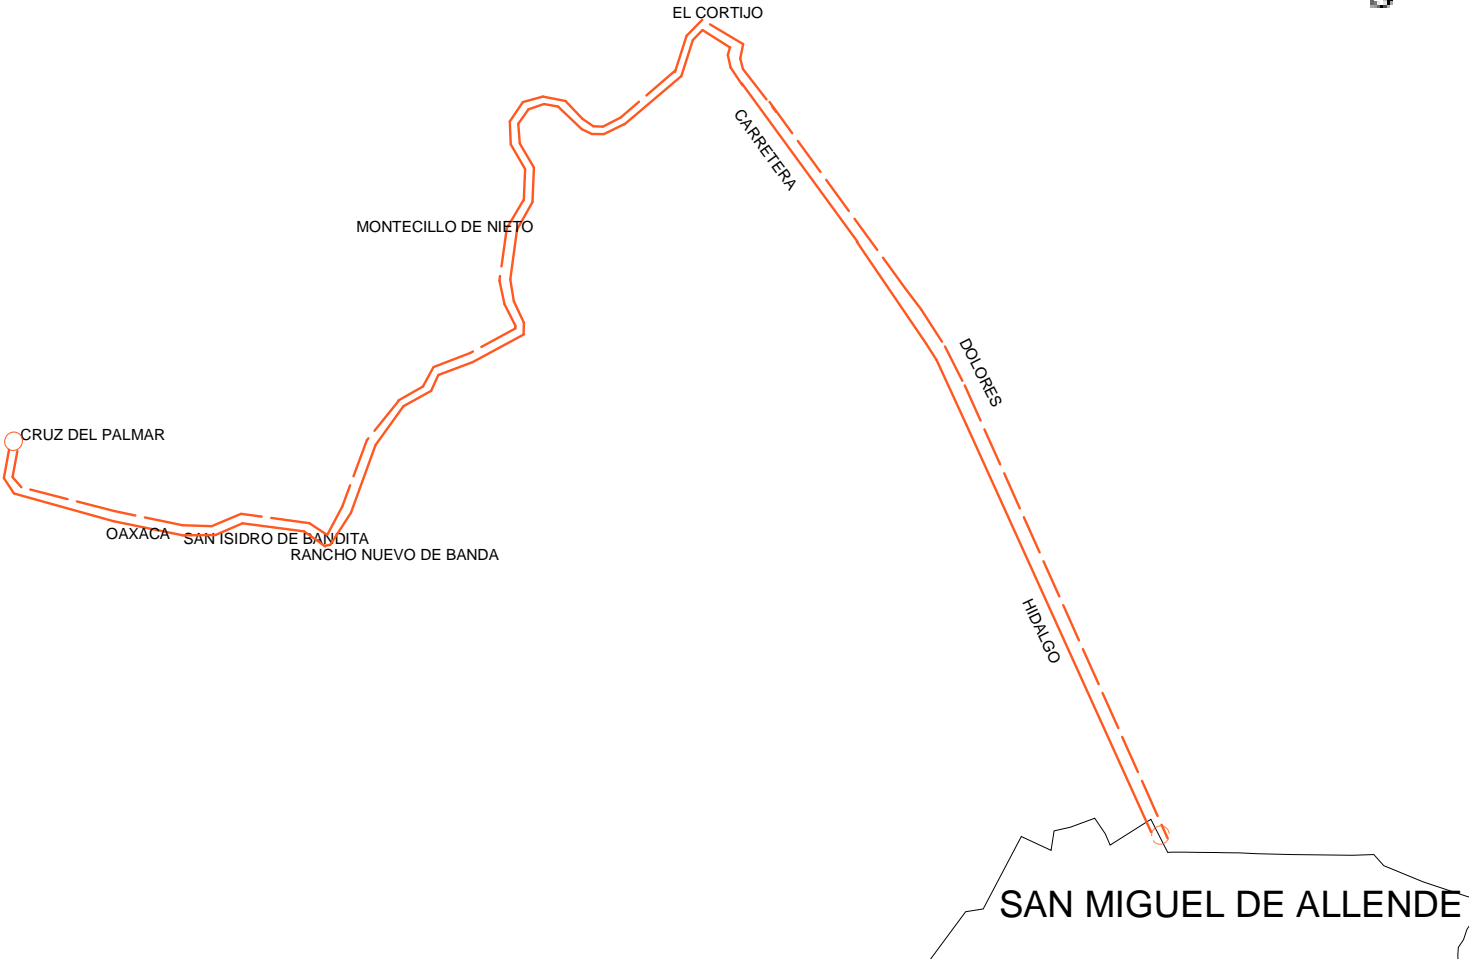 EL CORTIJO
CARRETERA
MONTECILLO DE NIETO
DOLORES
CRUZ DEL PALMAR
OAXACA
SAN ISIDRO DE BANDITA
RANCHO NUEVO DE BANDA
HIDALGO
SAN MIGUEL DE ALLENDE